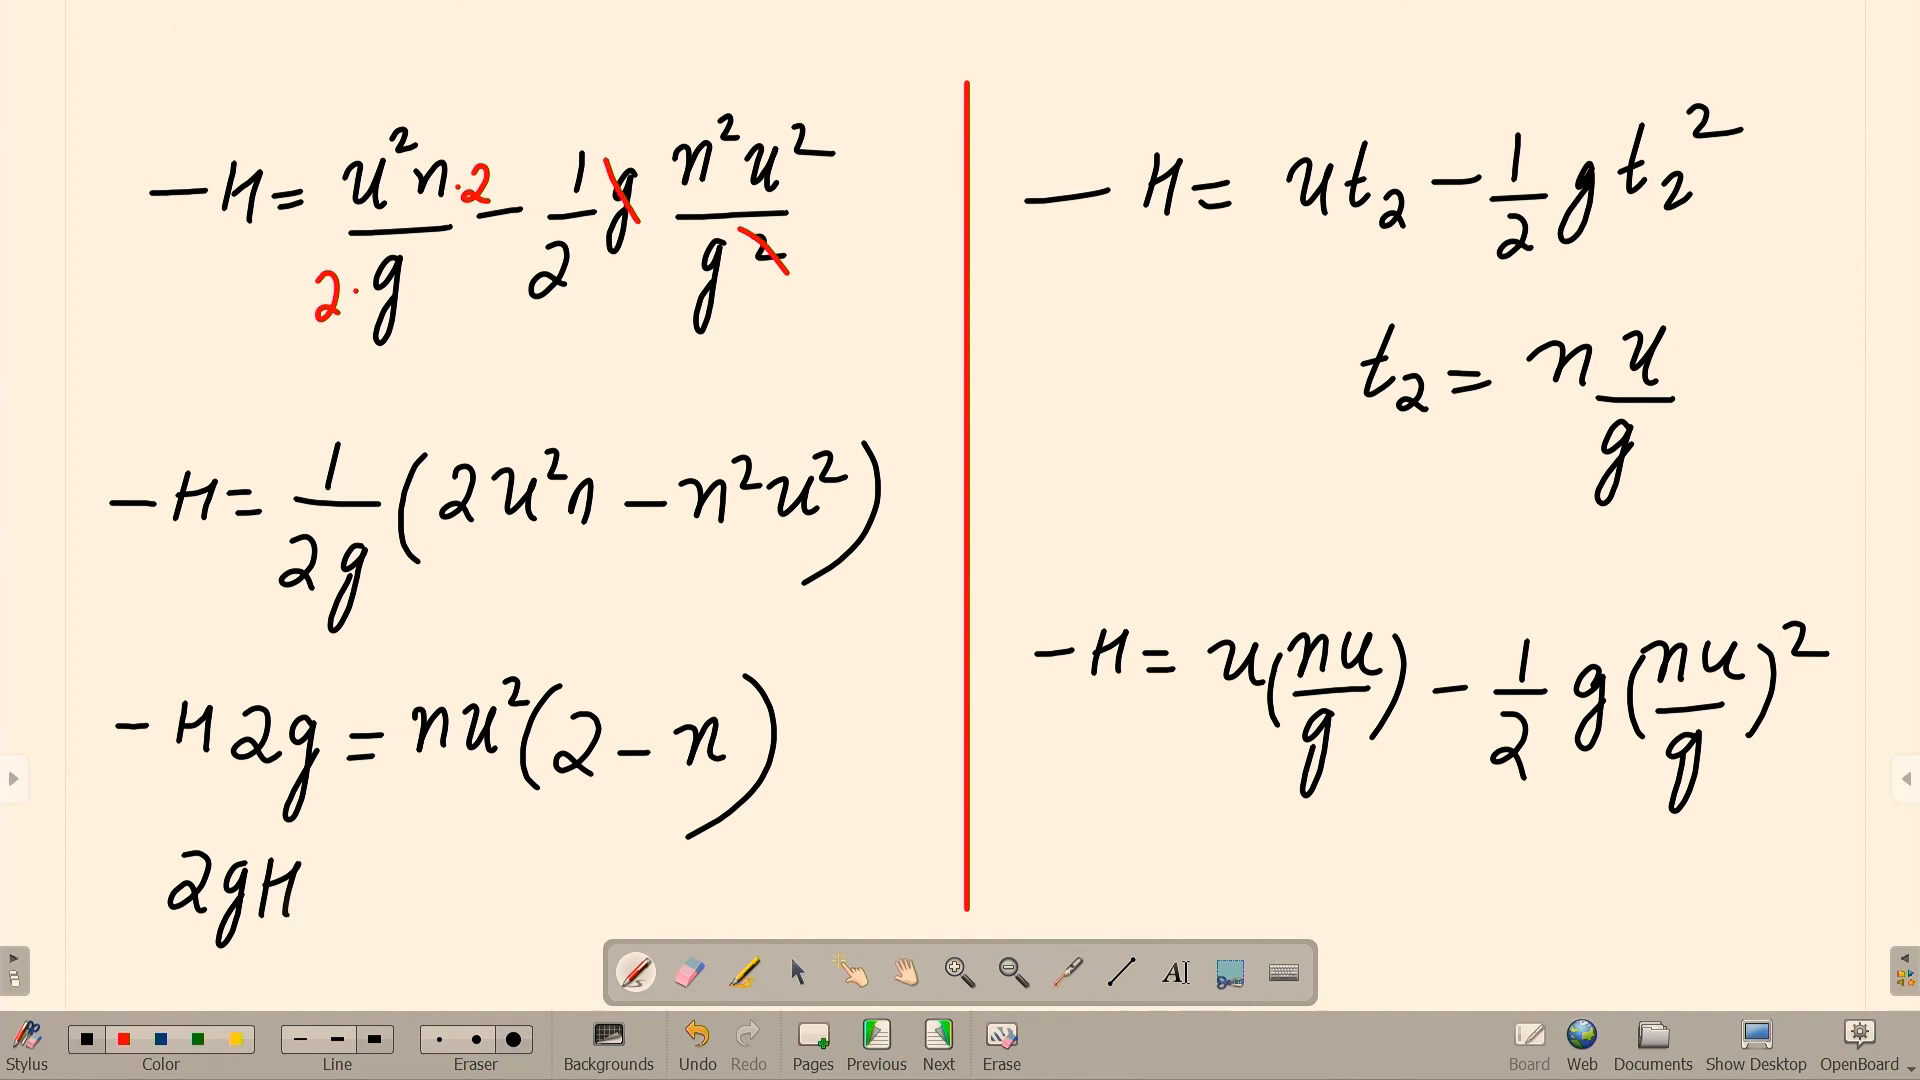 -H = u²n·2/2·g - 1/2 g n²u²/g²
-H = 1/2g (2u²n - n²u²)
-H2g = nu²(2-n)
2gH
-H = ut₂ - 1/2 gt₂²
t₂ = nu/g
-H = u(nu/g) - 1/2 g(nu/g)²
Stylus
Color
Line
Eraser
Backgrounds
Undo
Redo
Pages
Previous
Next
Erase
Board
Web
Documents
Show Desktop
OpenBoard